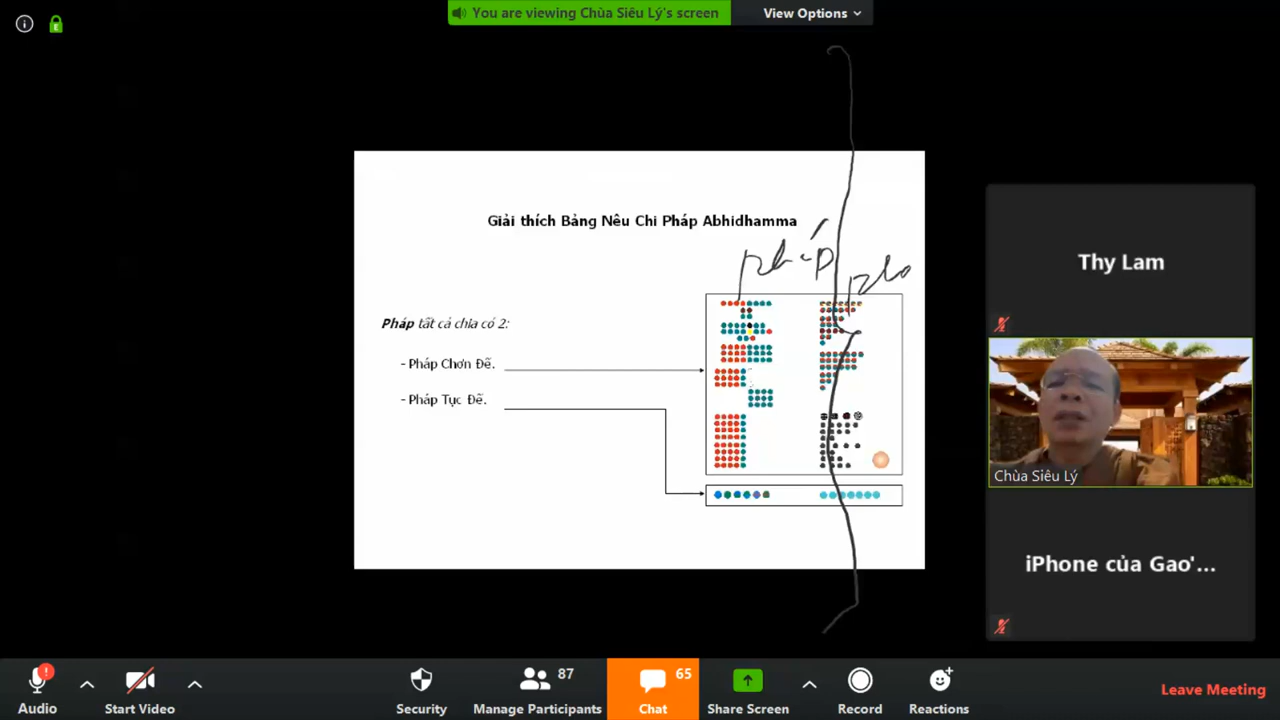 You are viewing Chùa Siêu Lý's screen
View Options
Giải thích Bảng Nêu Chi Pháp Abhidhamma
pháp
Pháp tất cả chia có 2:
- Pháp Chơn Đế.
- Pháp Tục Đế.
Thy Lam
Chùa Siêu Lý
iPhone của Gao'...
87
65
Audio
Start Video
Security
Manage Participants
Chat
Share Screen
Record
Reactions
Leave Meeting